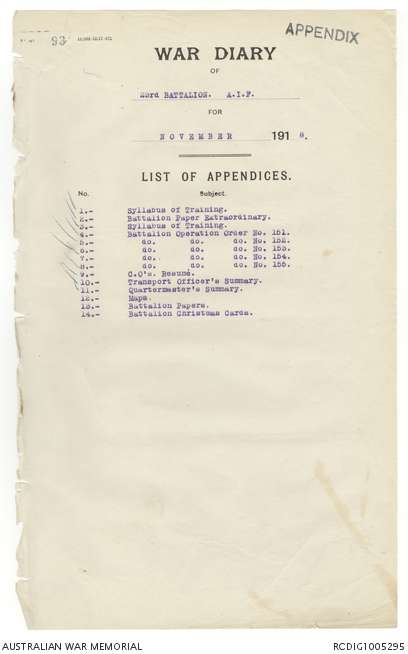 93
APPENDIX
WAR DIARY
OF
23rd BATTALION. A.I.F.
FOR
NOVEMBER 1918.
LIST OF APPENDICES.
No. Subject.
1.- Syllabus of Training.
2.- Battalion Paper Extraordinary.
3.- Syllabus of Training.
4.- Battalion Operation Order No. 151.
5.- do. do. do. No. 152.
6.- do. do. do. No. 153.
7.- do. do. do. No. 154.
8.- do. do. do. No. 155.
9.- C.O's. Resumé.
10.- Transport Officer's Summary.
11.- Quartermaster's Summary.
12.- Maps.
13.- Battalion Papers.
14.- Battalion Christmas Cards.
AUSTRALIAN WAR MEMORIAL RCDIG1005295